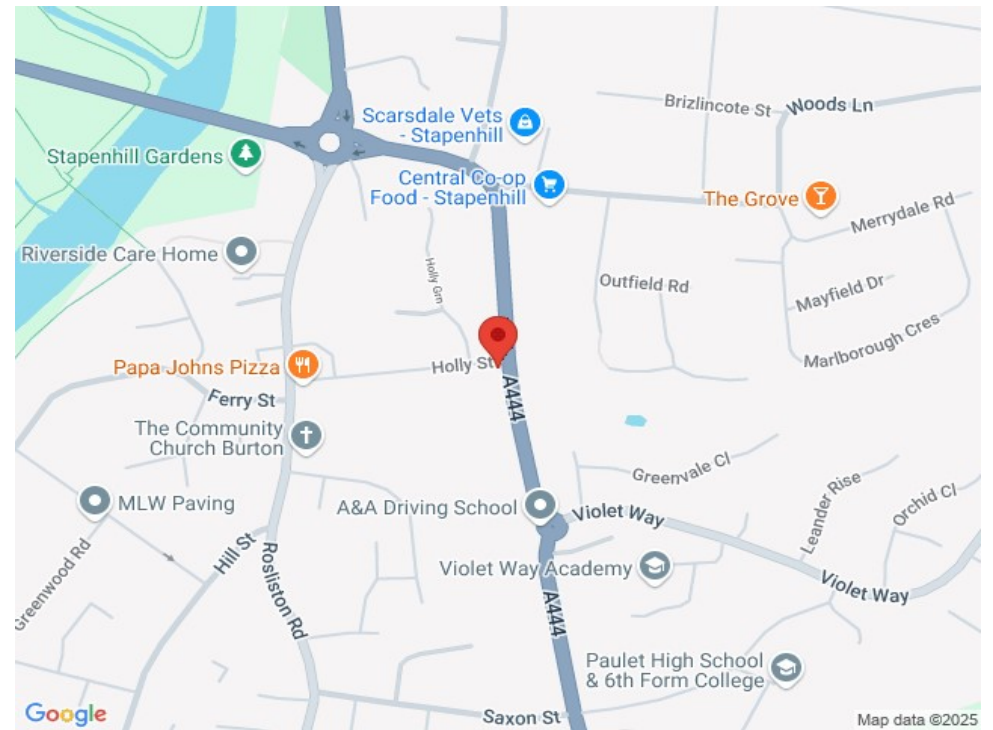 Brizlincote St
Woods Ln
Scarsdale Vets
- Stapenhill
Stapenhill Gardens
Central Co-op
Food - Stapenhill
The Grove
Merrydale Rd
Riverside Care Home
Holly Grn
Outfield Rd
Mayfield Dr
Marlborough Cres
Papa Johns Pizza
Holly St
A444
Ferry St
The Community
Church Burton
Greenvale Cl
Leander Rise
Orchid Cl
MLW Paving
A&A Driving School
Violet Way
Greenwood Rd
Hill St
Rosliston Rd
Violet Way Academy
A444
Violet Way
Paulet High School
& 6th Form College
Saxon St
Google
Map data ©2025